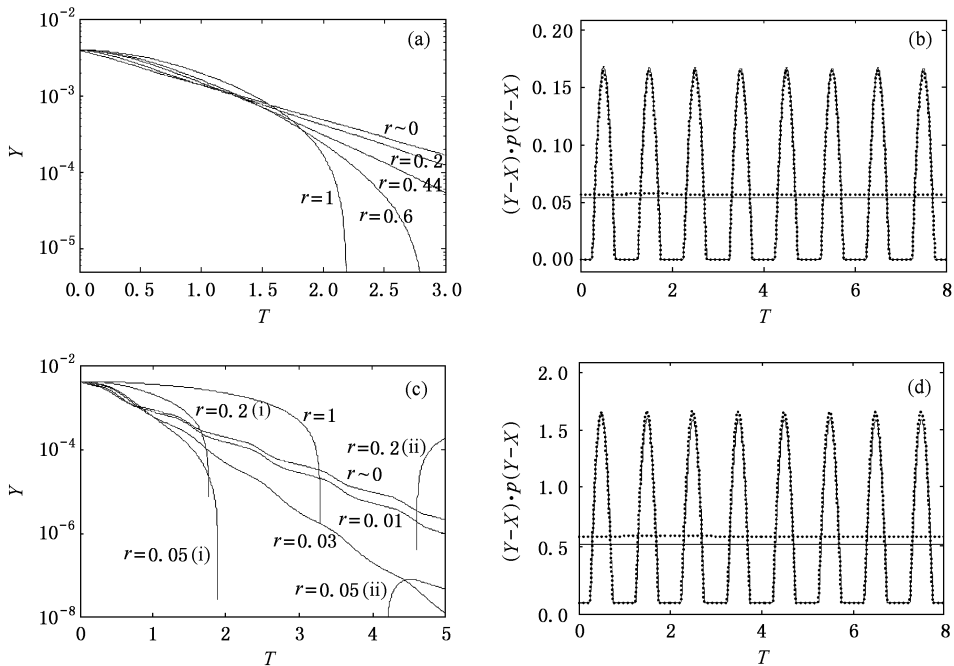 (a)
10⁻²
10⁻³
10⁻⁴
10⁻⁵
Y
r~0
r=0.2
r=0.44
r=0.6
r=1
0.0 0.5 1.0 1.5 2.0 2.5 3.0
T
(b)
0.20
0.15
0.10
0.05
0.00
(Y−X)•p(Y−X)
0 2 4 6 8
T
(c)
10⁻²
10⁻⁴
10⁻⁶
10⁻⁸
Y
r=0.2(i)
r=1
r=0.2(ii)
r~0
r=0.01
r=0.03
r=0.05(i)
r=0.05(ii)
0 1 2 3 4 5
T
(d)
2.0
1.5
1.0
0.5
0.0
(Y−X)•p(Y−X)
0 2 4 6 8
T